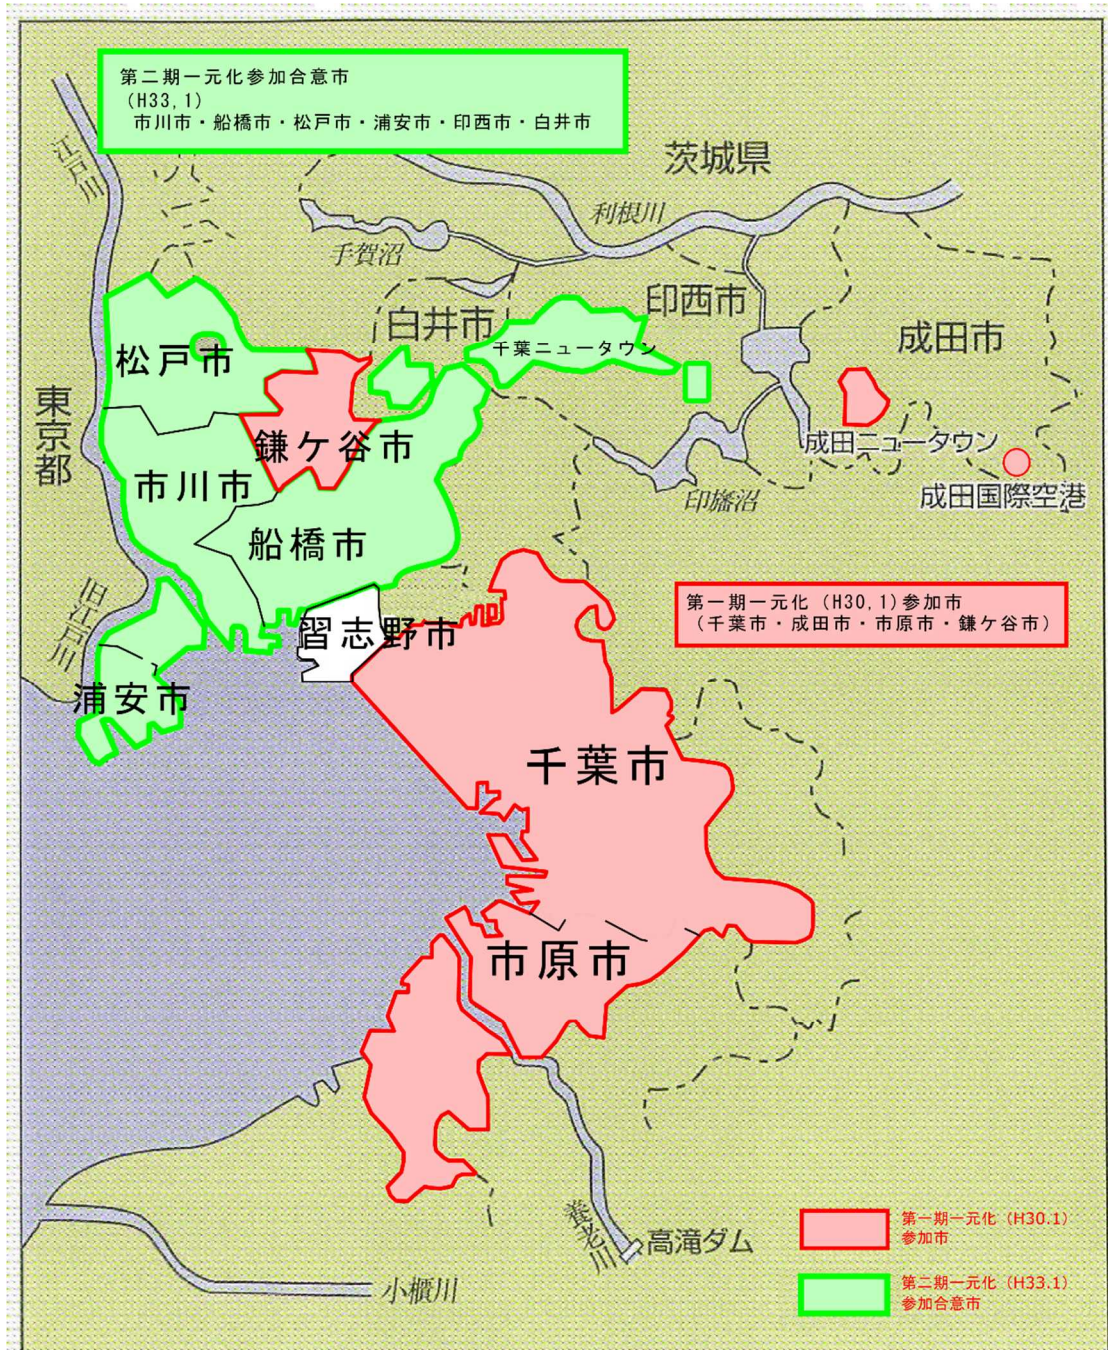 第二期一元化参加合意市
(H33,1)
市川市・船橋市・松戸市・浦安市・印西市・白井市
江戸川
茨城県
利根川
手賀沼
印西市
白井市
成田市
千葉ニュータウン
松戸市
東京都
鎌ケ谷市
成田ニュータウン
市川市
印旛沼
成田国際空港
船橋市
旧江戸川
第一期一元化 (H30,1)参加市
(千葉市・成田市・市原市・鎌ケ谷市)
習志野市
浦安市
千葉市
市原市
養老川
高滝ダム
小櫃川
第一期一元化 (H30.1)
参加市
第二期一元化 (H33.1)
参加合意市